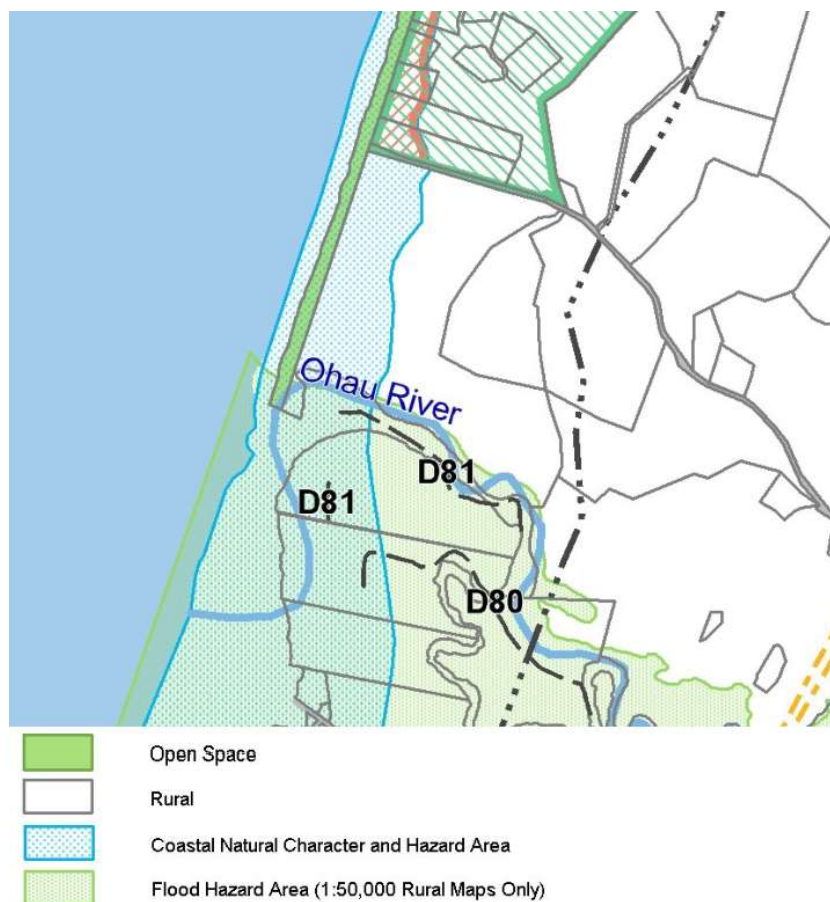 Ohau River
D81
D81
D80
Open Space
Rural
Coastal Natural Character and Hazard Area
Flood Hazard Area (1:50,000 Rural Maps Only)